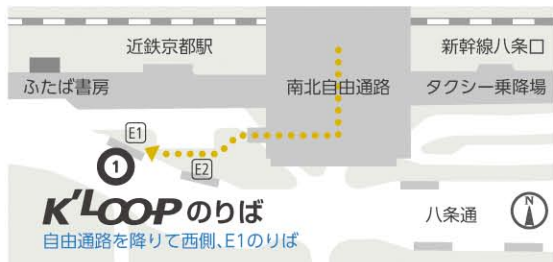 近鉄京都駅
新幹線八条口
ふたば書房
南北自由通路
タクシー乗降場
E1
1
E2
K'LOOPのりば
自由通路を降りて西側、E1のりば
八条通
N